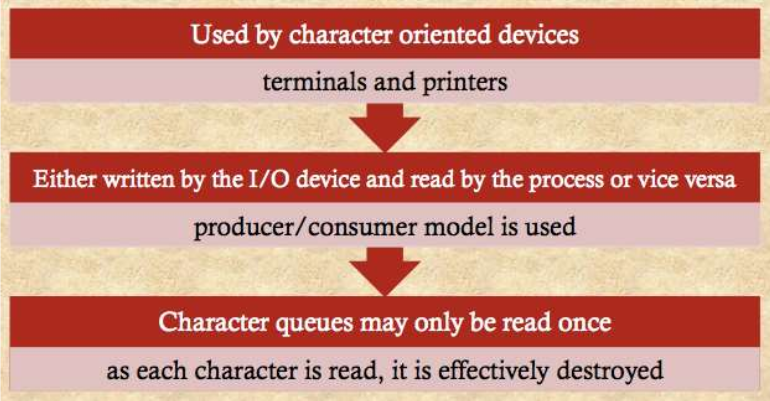 Used by character oriented devices
terminals and printers
Either written by the I/O device and read by the process or vice versa
producer/consumer model is used
Character queues may only be read once
as each character is read, it is effectively destroyed